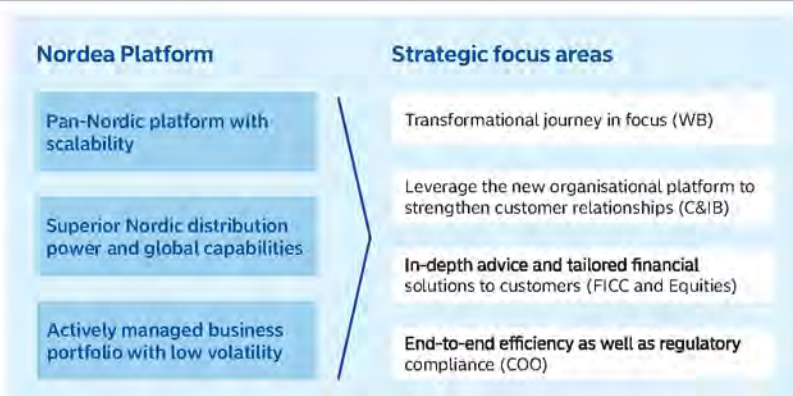 Nordea Platform
Pan-Nordic platform with
scalability
Superior Nordic distribution
power and global capabilities
Actively managed business
portfolio with low volatility
Strategic focus areas
Transformational journey in focus (WB)
Leverage the new organisational platform to
strengthen customer relationships (C&IB)
In-depth advice and tailored financial
solutions to customers (FICC and Equities)
End-to-end efficiency as well as regulatory
compliance (COO)